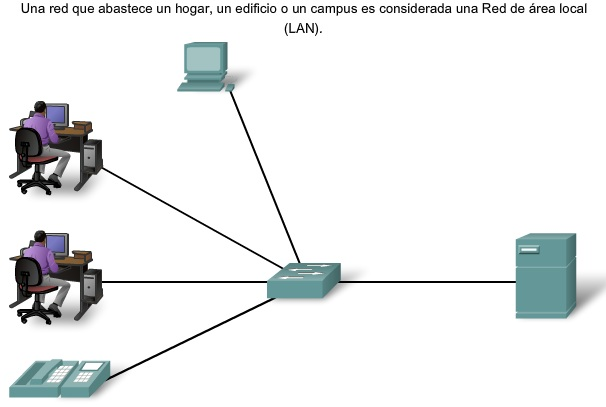 Una red que abastece un hogar, un edificio o un campus es considerada una Red de área local
(LAN).